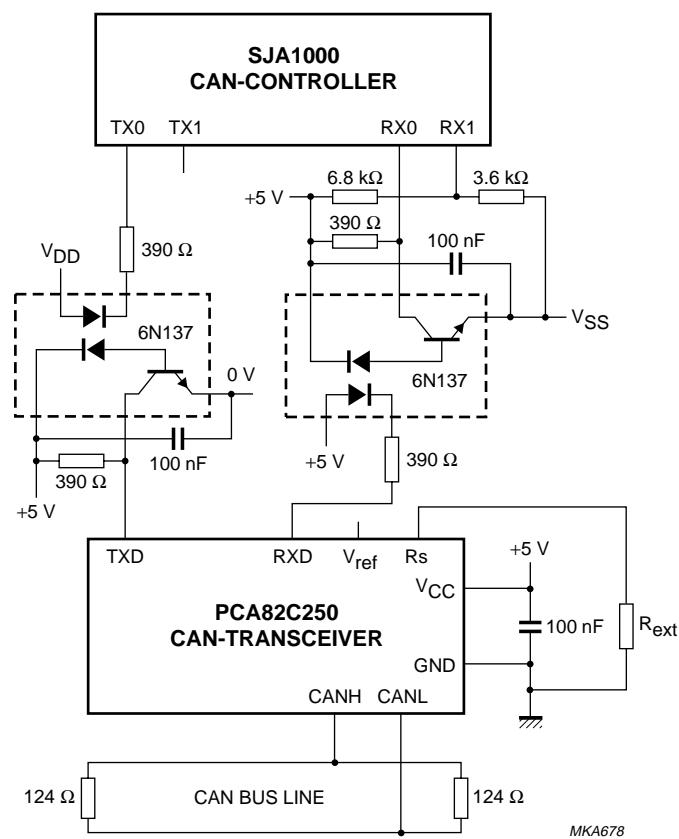 SJA1000
CAN-CONTROLLER
TX0 TX1 RX0 RX1
6.8 kΩ 3.6 kΩ
+5 V
390 Ω
390 Ω
100 nF
VDD
VSS
6N137
6N137
0 V
100 nF
390 Ω
+5 V
+5 V
390 Ω
TXD RXD Vref Rs
+5 V
VCC
PCA82C250
CAN-TRANSCEIVER
100 nF
Rext
GND
CANH CANL
124 Ω CAN BUS LINE 124 Ω
MKA678